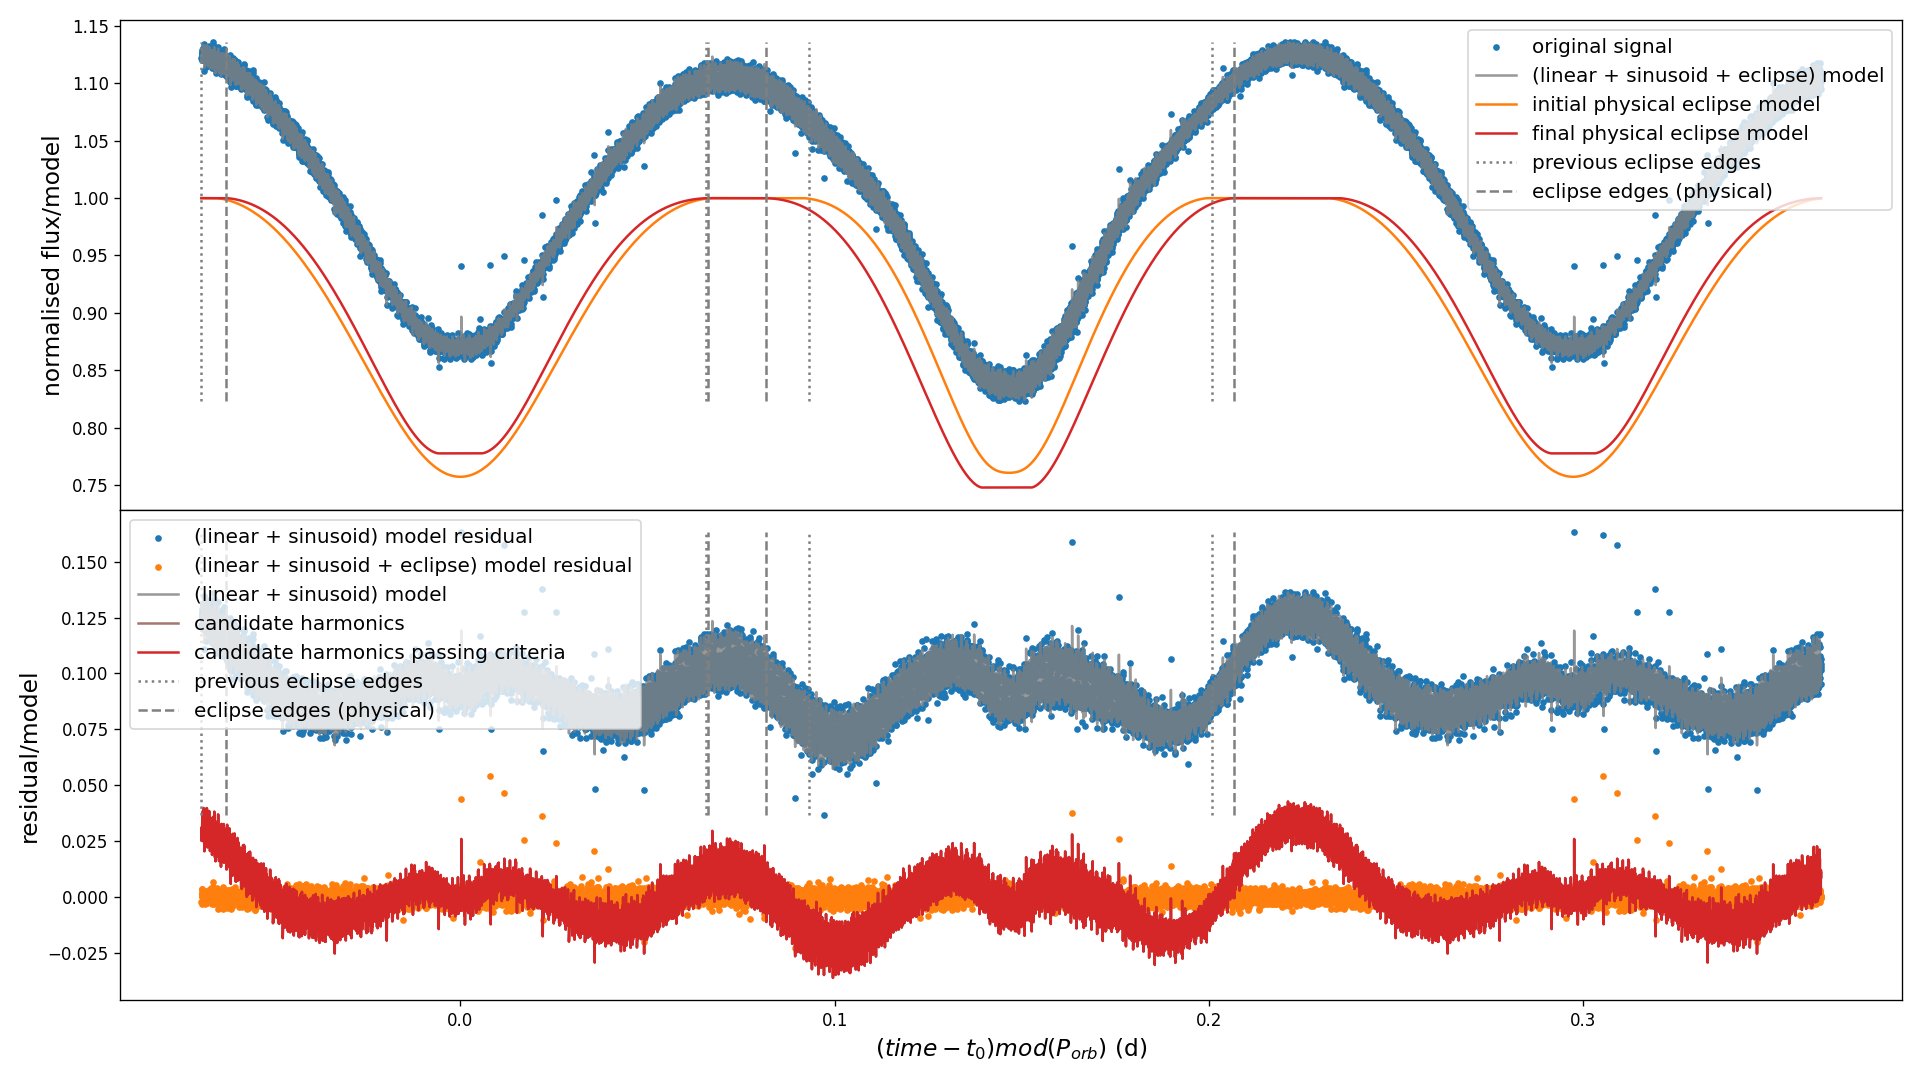 1.15
1.10
1.05
1.00
0.95
0.90
0.85
0.80
0.75
normalised flux/model
original signal
(linear + sinusoid + eclipse) model
initial physical eclipse model
final physical eclipse model
previous eclipse edges
eclipse edges (physical)
0.150
0.125
0.100
0.075
0.050
0.025
0.000
−0.025
residual/model
(linear + sinusoid) model residual
(linear + sinusoid + eclipse) model residual
(linear + sinusoid) model
candidate harmonics
candidate harmonics passing criteria
previous eclipse edges
eclipse edges (physical)
0.0 0.1 0.2 0.3
(time − t₀)mod(Pₒᵣb) (d)